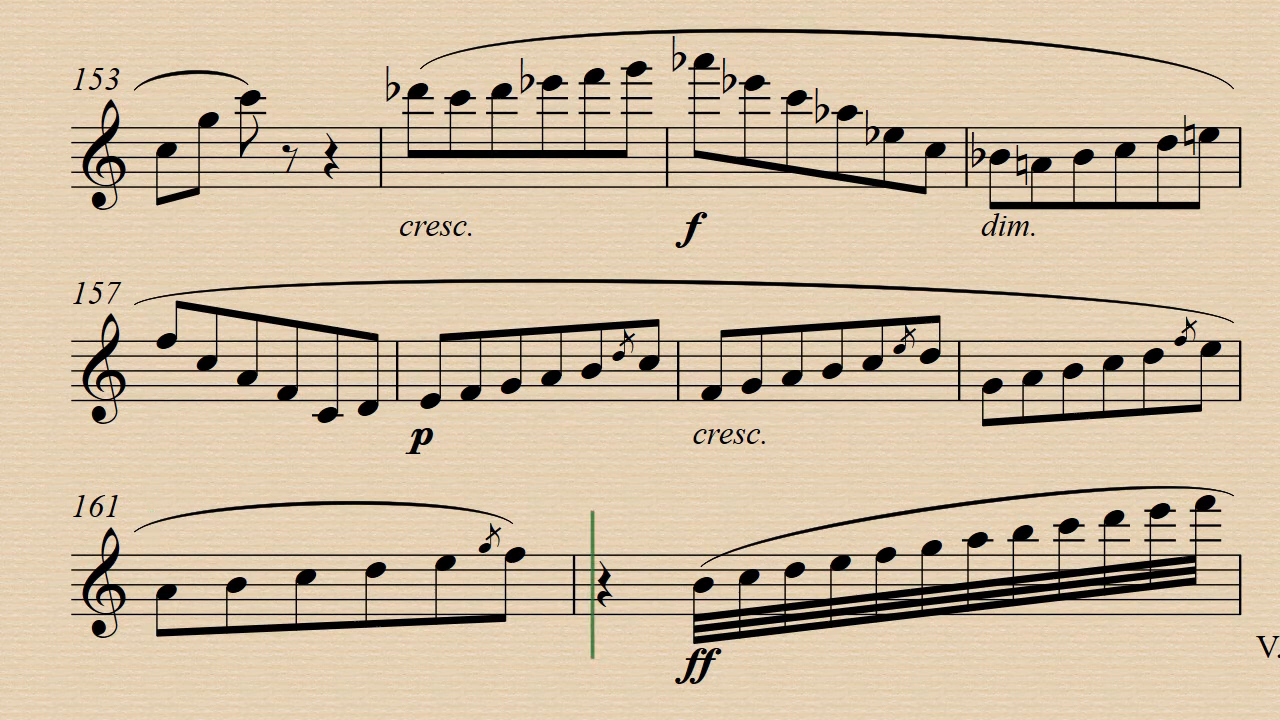 153
cresc. f dim.
157
p cresc.
161
ff
V.